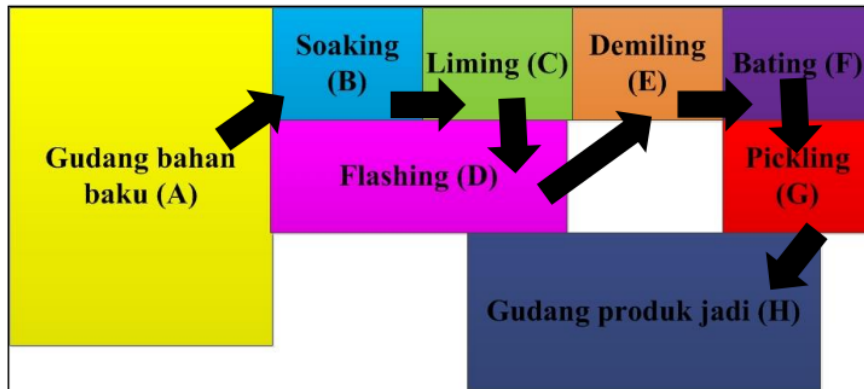 Gudang bahan
baku (A)
Soaking
(B)
Liming (C)
Flashing (D)
Demiling
(E)
Bating (F)
Pickling
(G)
Gudang produk jadi (H)